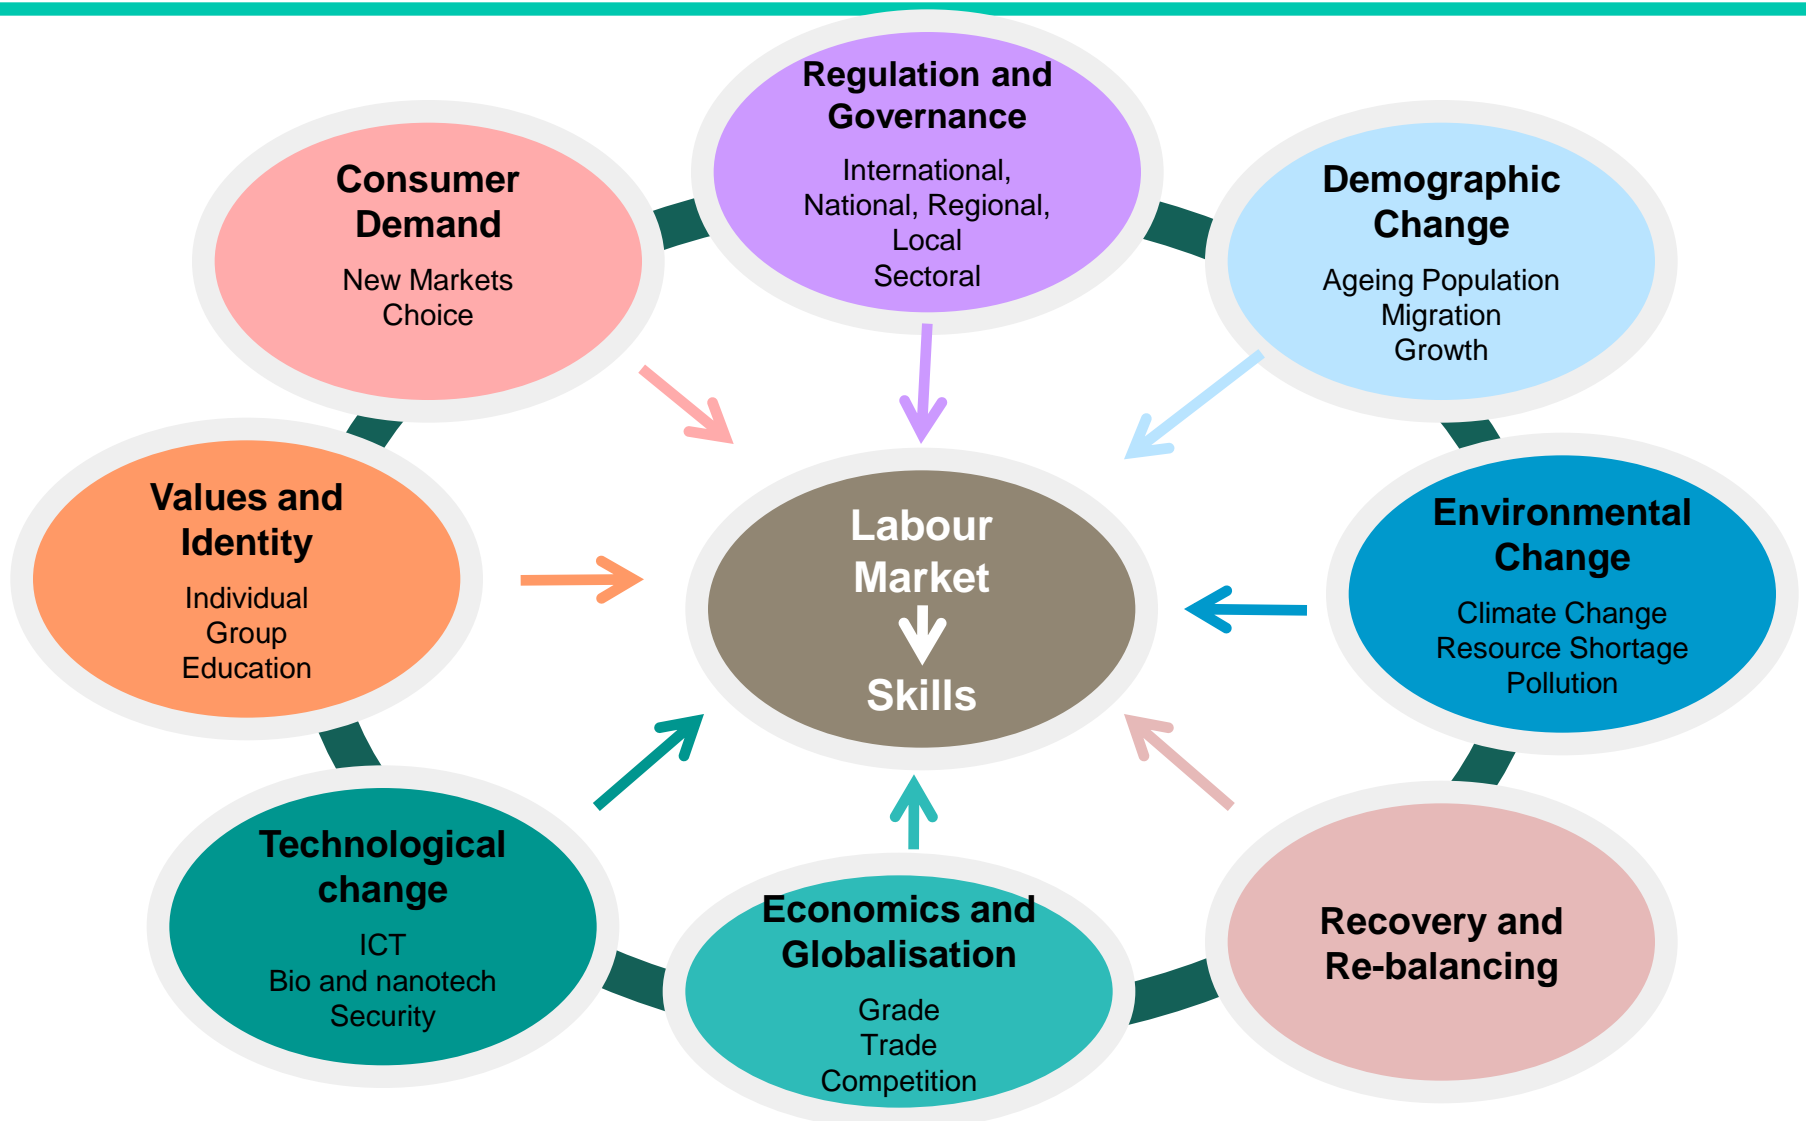 Regulation and
Governance
International,
National, Regional,
Local
Sectoral
Consumer
Demand
New Markets
Choice
Demographic
Change
Ageing Population
Migration
Growth
Values and
Identity
Individual
Group
Education
Labour
Market
Skills
Environmental
Change
Climate Change
Resource Shortage
Pollution
Technological
change
ICT
Bio and nanotech
Security
Economics and
Globalisation
Grade
Trade
Competition
Recovery and
Re-balancing